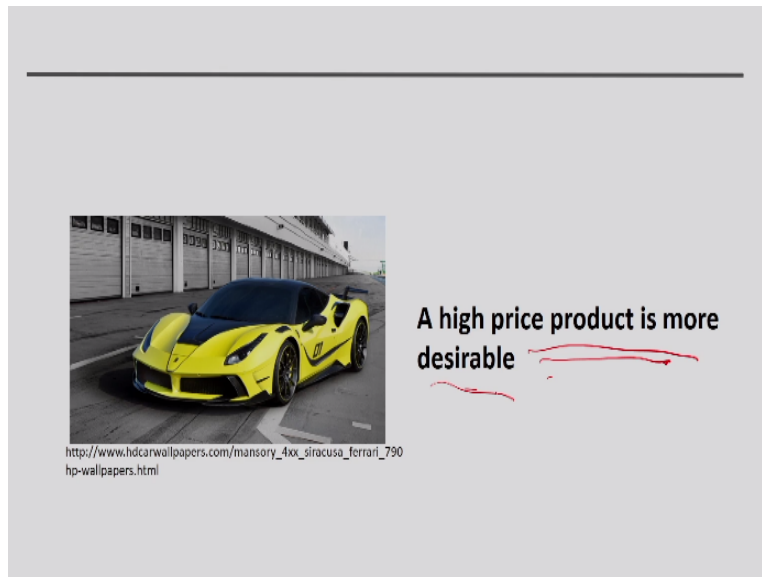 A high price product is more
desirable
http://www.hdcarwallpapers.com/mansory_4xx_siracusa_ferrari_790
hp-wallpapers.html